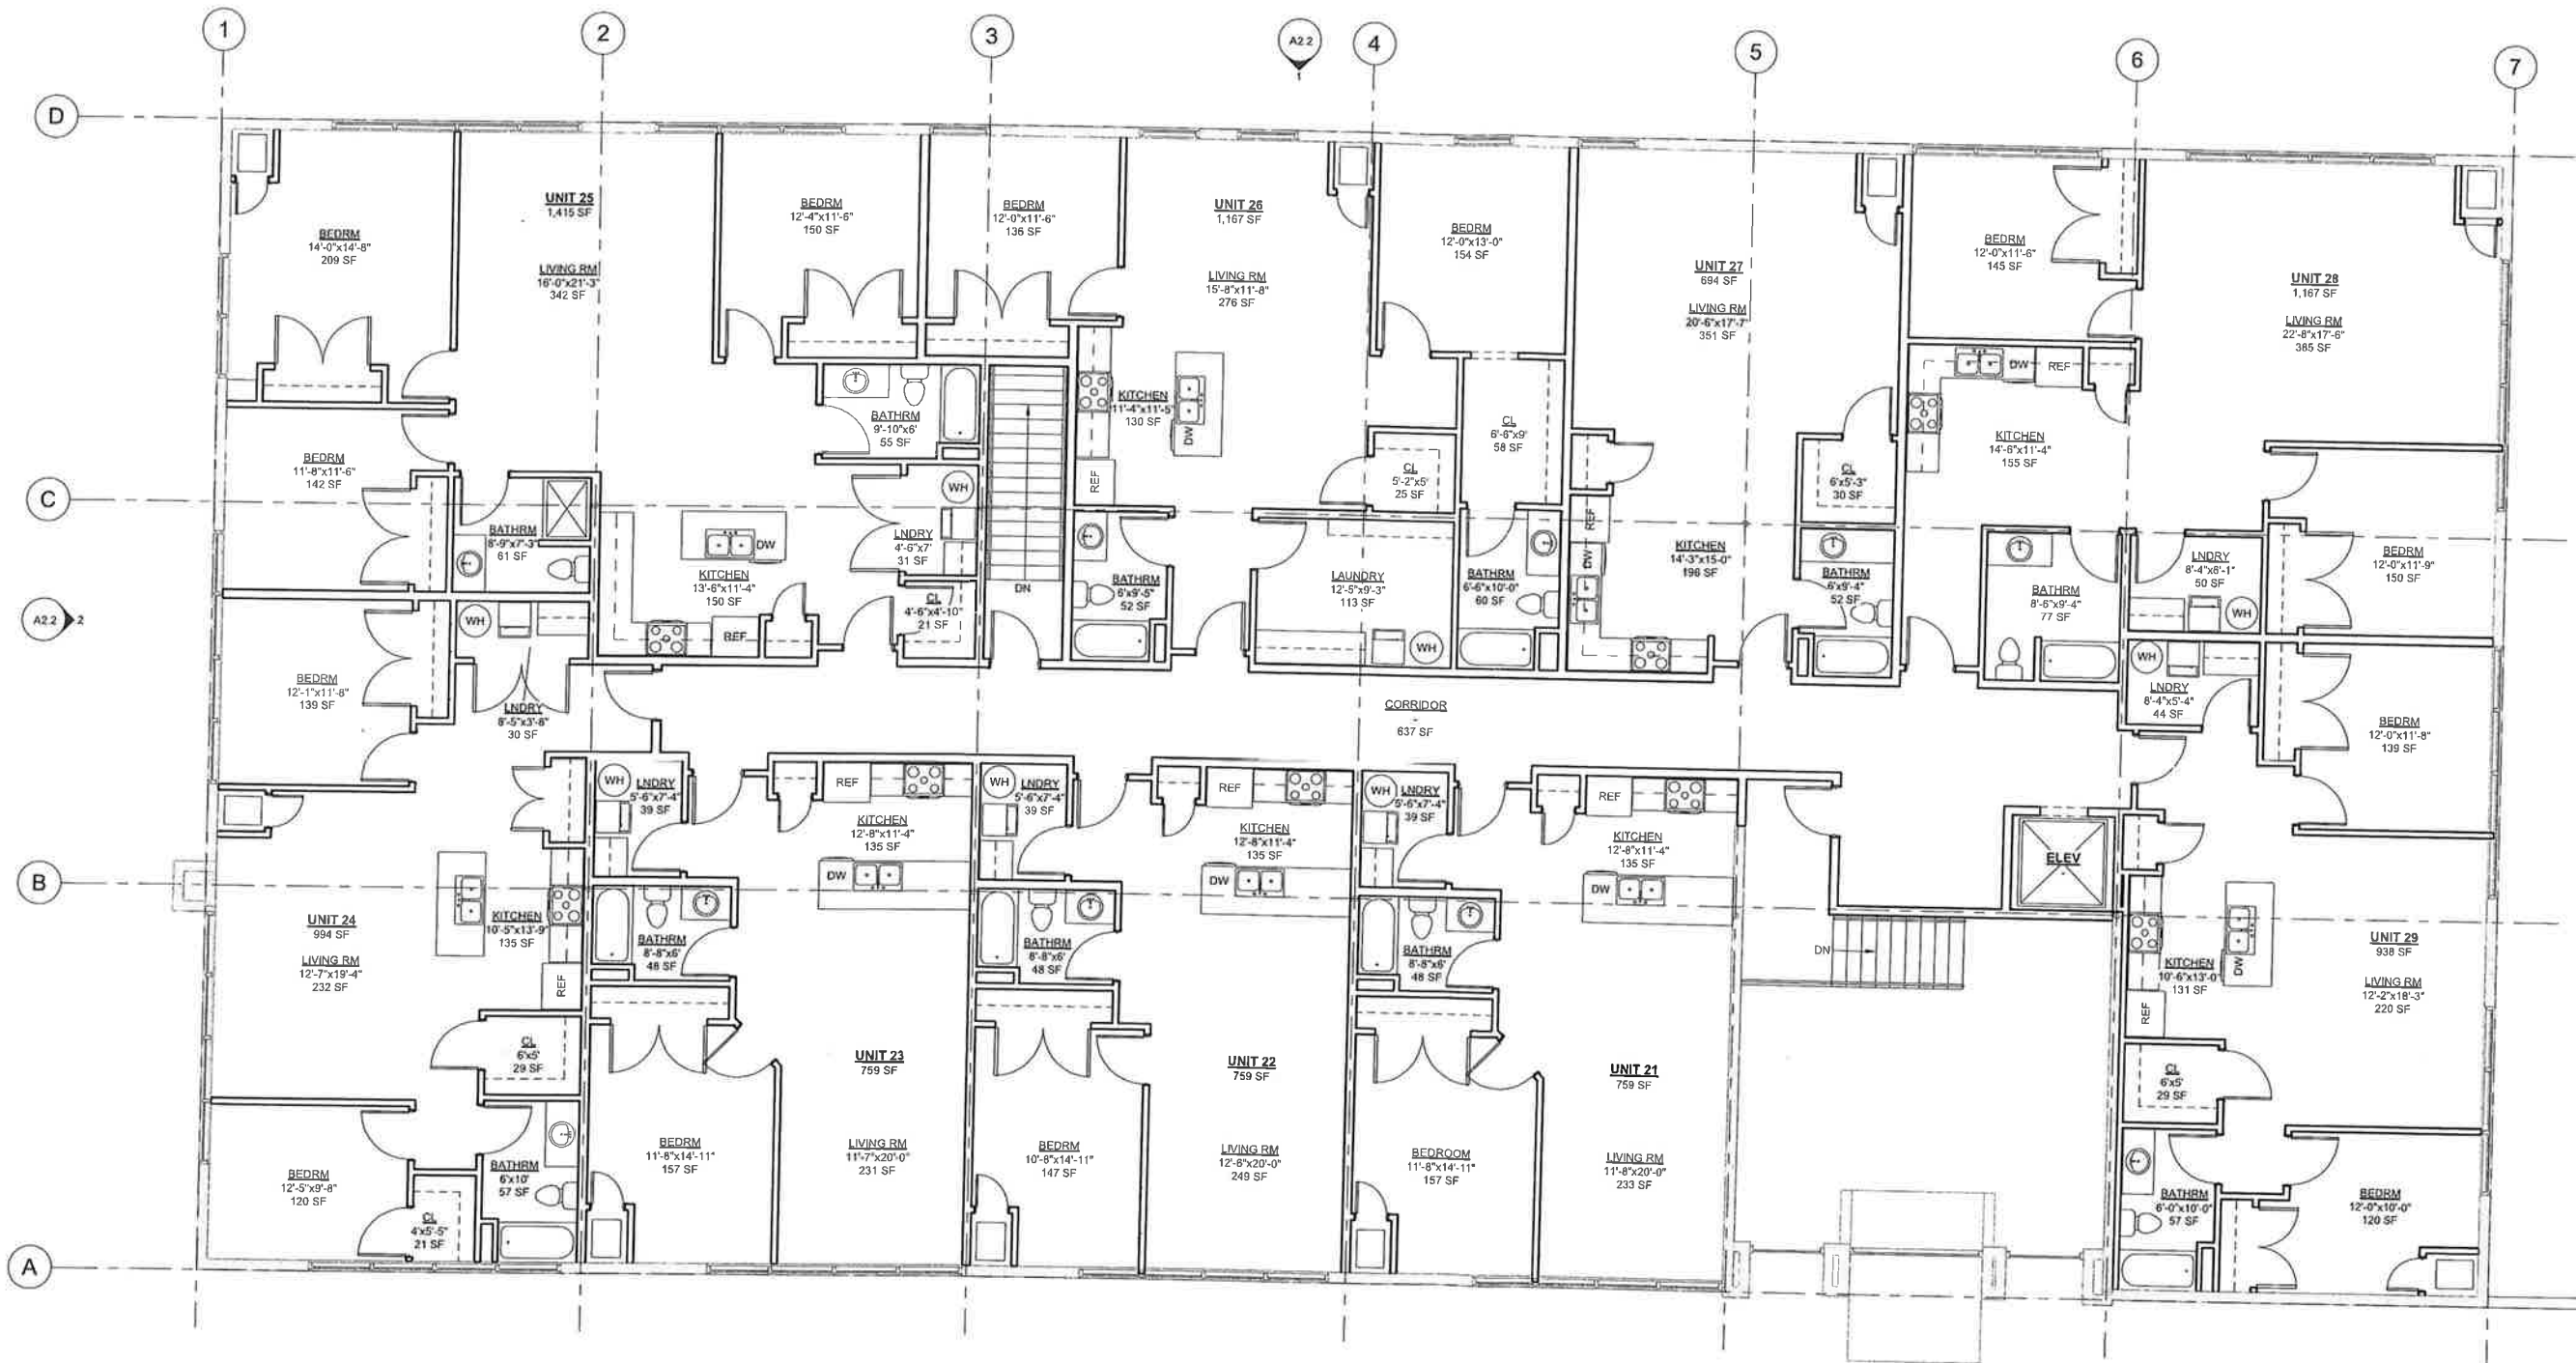 1
2
3
A2.2
1
4
5
6
7
D
C
A2.2
2
B
A
UNIT 25
1,415 SF
LIVING RM
16'-0"x21'-3"
342 SF
BEDRM
14'-0"x14'-8"
209 SF
BEDRM
12'-4"x11'-6"
150 SF
BEDRM
11'-8"x11'-6"
142 SF
BATHRM
8'-9"x7'-3"
61 SF
BATHRM
9'-10"x6'
55 SF
WH
LNDRY
4'-6"x7'
31 SF
DW
KITCHEN
13'-6"x11'-4"
150 SF
REF
CL
4'-6"x4'-10"
21 SF
DN
BEDRM
12'-0"x11'-6"
136 SF
UNIT 26
1,167 SF
LIVING RM
15'-8"x11'-8"
276 SF
KITCHEN
11'-4"x11'-5"
130 SF
DW
REF
BEDRM
12'-0"x13'-0"
154 SF
CL
6'-6"x9'
58 SF
CL
5'-2"x5'
25 SF
BATHRM
6'x9'-5"
52 SF
LAUNDRY
12'-5"x9'-3"
113 SF
WH
BATHRM
6'-6"x10'-0"
60 SF
UNIT 27
694 SF
LIVING RM
20'-6"x17'-7"
351 SF
CL
6'x5'-3"
30 SF
REF
DW
KITCHEN
14'-3"x15'-0"
196 SF
BATHRM
6'x9'-4"
52 SF
BEDRM
12'-0"x11'-6"
145 SF
UNIT 28
1,167 SF
LIVING RM
22'-8"x17'-6"
385 SF
DW
REF
KITCHEN
14'-6"x11'-4"
155 SF
BATHRM
8'-6"x9'-4"
77 SF
LNDRY
8'-4"x6'-1"
50 SF
WH
BEDRM
12'-0"x11'-9"
150 SF
CORRIDOR
-
637 SF
WH
LNDRY
8'-5"x3'-8"
30 SF
BEDRM
12'-1"x11'-8"
139 SF
UNIT 24
994 SF
LIVING RM
12'-7"x19'-4"
232 SF
KITCHEN
10'-5"x13'-9"
135 SF
REF
CL
6'x5'
29 SF
BEDRM
12'-5"x9'-8"
120 SF
CL
4'x5'-5"
21 SF
BATHRM
6'x10'
57 SF
WH
LNDRY
5'-6"x7'-4"
39 SF
REF
KITCHEN
12'-8"x11'-4"
135 SF
DW
BATHRM
8'-8"x6'
48 SF
UNIT 23
759 SF
BEDRM
11'-8"x14'-11"
157 SF
LIVING RM
11'-7"x20'-0"
231 SF
WH
LNDRY
5'-6"x7'-4"
39 SF
REF
KITCHEN
12'-8"x11'-4"
135 SF
DW
BATHRM
8'-8"x6'
48 SF
UNIT 22
759 SF
BEDRM
10'-8"x14'-11"
147 SF
LIVING RM
12'-6"x20'-0"
249 SF
WH
LNDRY
5'-6"x7'-4"
39 SF
REF
KITCHEN
12'-8"x11'-4"
135 SF
DW
BATHRM
8'-8"x6'
48 SF
UNIT 21
759 SF
BEDROOM
11'-8"x14'-11"
157 SF
LIVING RM
11'-8"x20'-0"
233 SF
ELEV
DN
WH
LNDRY
8'-4"x5'-4"
44 SF
BEDRM
12'-0"x11'-8"
139 SF
UNIT 29
938 SF
KITCHEN
10'-6"x13'-0"
131 SF
DW
REF
LIVING RM
12'-2"x18'-3"
220 SF
CL
6'x5'
29 SF
BATHRM
6'-0"x10'-0"
57 SF
BEDRM
12'-0"x10'-0"
120 SF